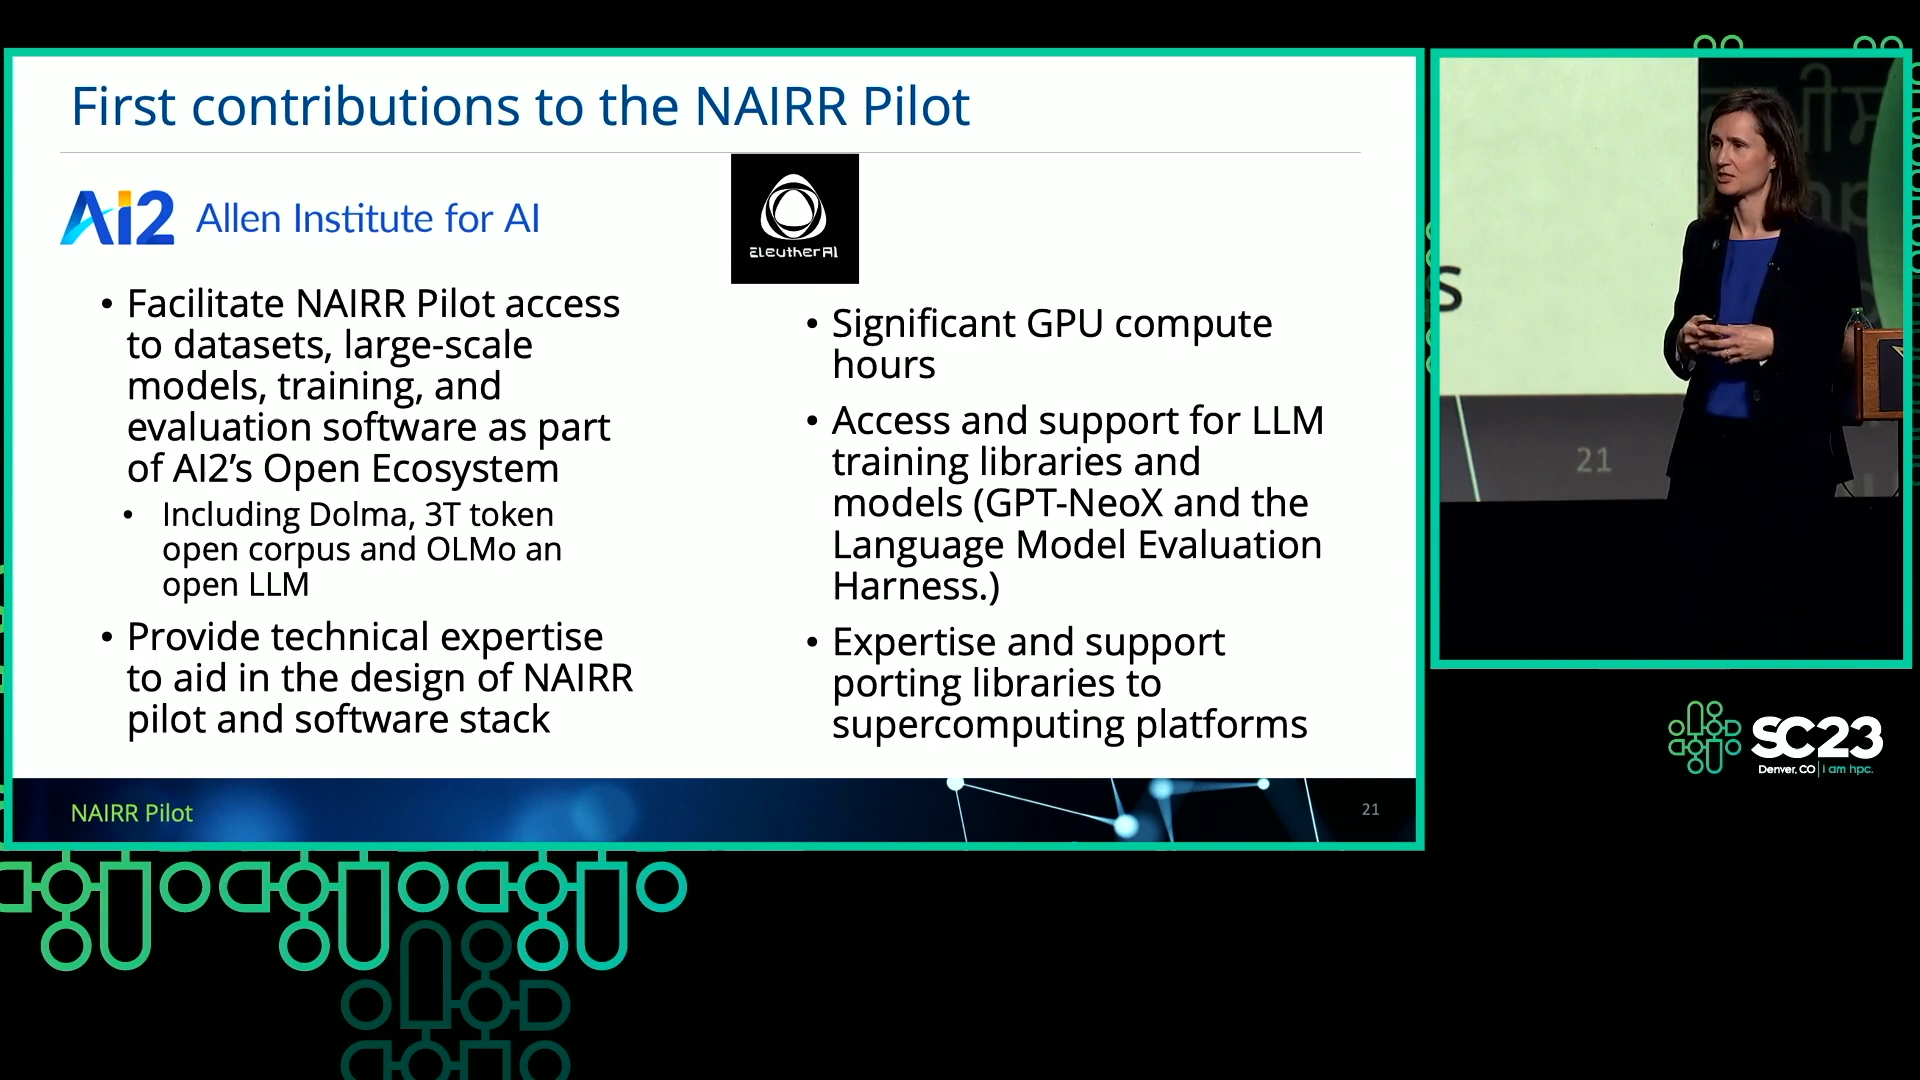 First contributions to the NAIRR Pilot
Ai2 Allen Institute for AI
• Facilitate NAIRR Pilot access
to datasets, large-scale
models, training, and
evaluation software as part
of AI2’s Open Ecosystem
• Including Dolma, 3T token
open corpus and OLMo an
open LLM
• Provide technical expertise
to aid in the design of NAIRR
pilot and software stack
EleutherAI
• Significant GPU compute
hours
• Access and support for LLM
training libraries and
models (GPT-NeoX and the
Language Model Evaluation
Harness.)
• Expertise and support
porting libraries to
supercomputing platforms
NAIRR Pilot
21
s
21
SC23
Denver, CO | i am hpc.